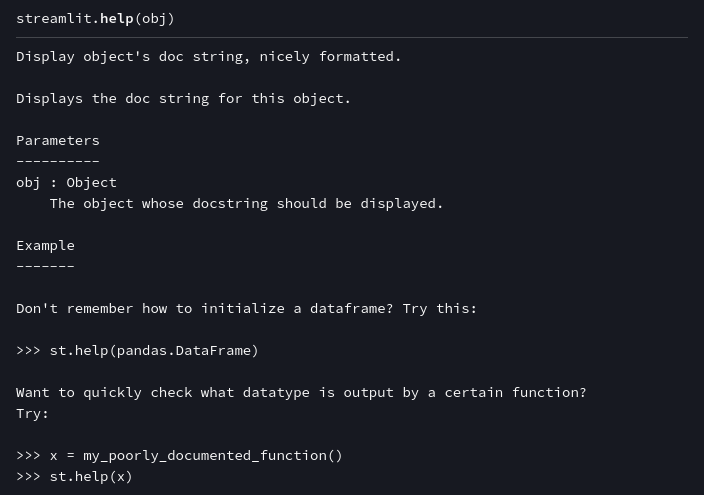 streamlit.help(obj)
Display object's doc string, nicely formatted.
Displays the doc string for this object.
Parameters
----------
obj : Object
    The object whose docstring should be displayed.
Example
-------
Don't remember how to initialize a dataframe? Try this:
>>> st.help(pandas.DataFrame)
Want to quickly check what datatype is output by a certain function?
Try:
>>> x = my_poorly_documented_function()
>>> st.help(x)